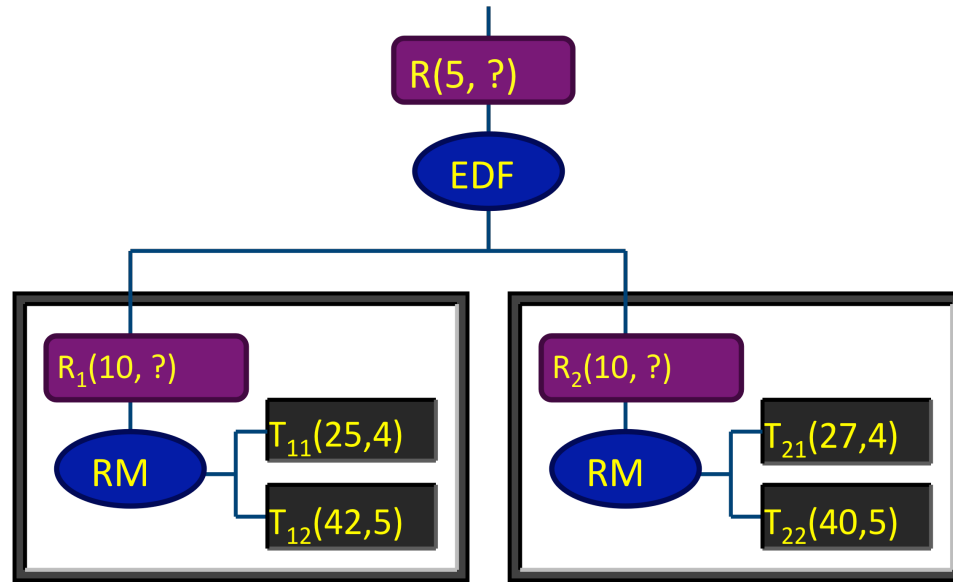 R(5, ?)
EDF
R₁(10, ?)
RM
T₁₁(25,4)
T₁₂(42,5)
R₂(10, ?)
RM
T₂₁(27,4)
T₂₂(40,5)